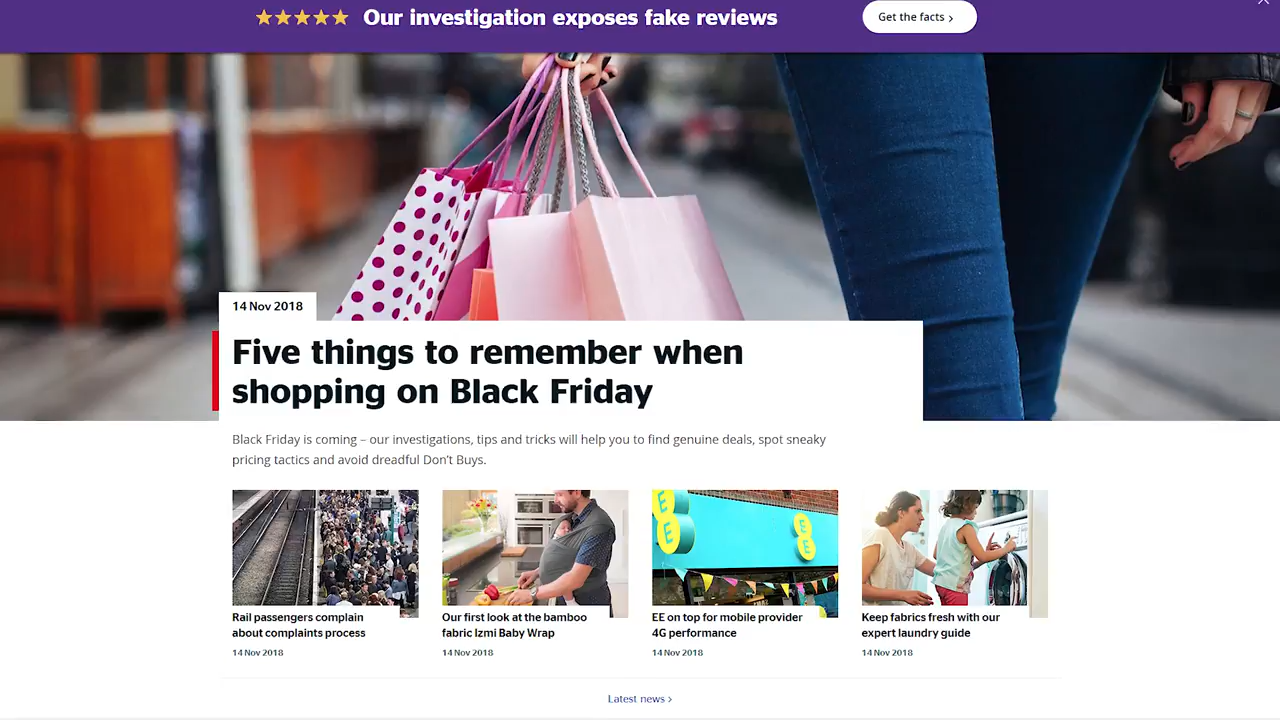 Our investigation exposes fake reviews
Get the facts ›
14 Nov 2018
Five things to remember when
shopping on Black Friday
Black Friday is coming – our investigations, tips and tricks will help you to find genuine deals, spot sneaky
pricing tactics and avoid dreadful Don't Buys.
EE
EE
Rail passengers complain
about complaints process
14 Nov 2018
Our first look at the bamboo
fabric Izmi Baby Wrap
14 Nov 2018
EE on top for mobile provider
4G performance
14 Nov 2018
Keep fabrics fresh with our
expert laundry guide
14 Nov 2018
Latest news ›